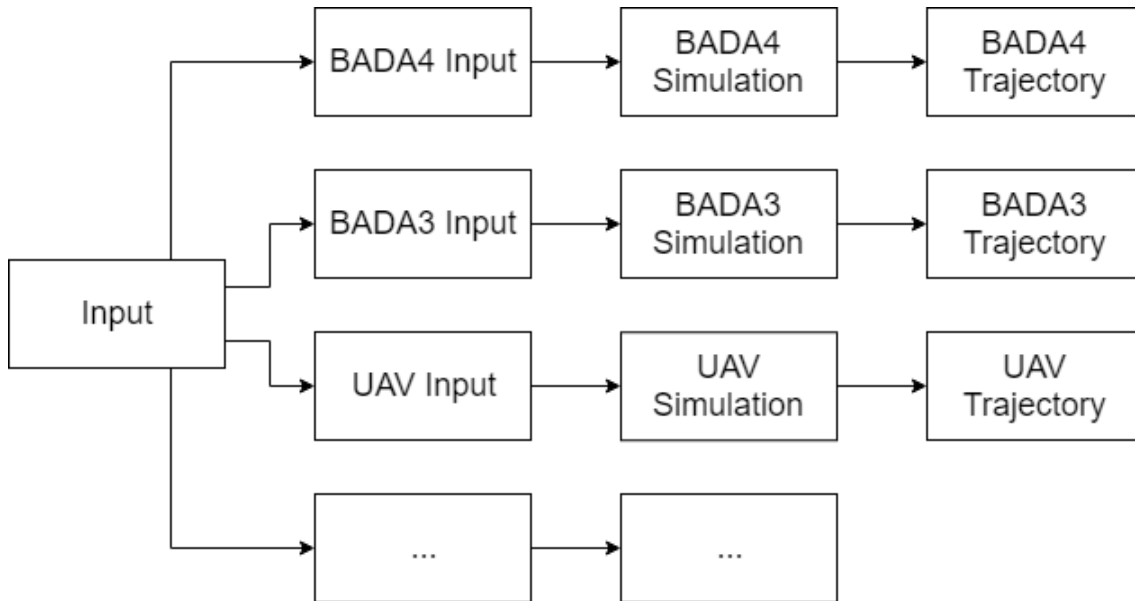 BADA4 Input
BADA4
Simulation
BADA4
Trajectory
BADA3 Input
BADA3
Simulation
BADA3
Trajectory
Input
UAV Input
UAV
Simulation
UAV
Trajectory
...
...